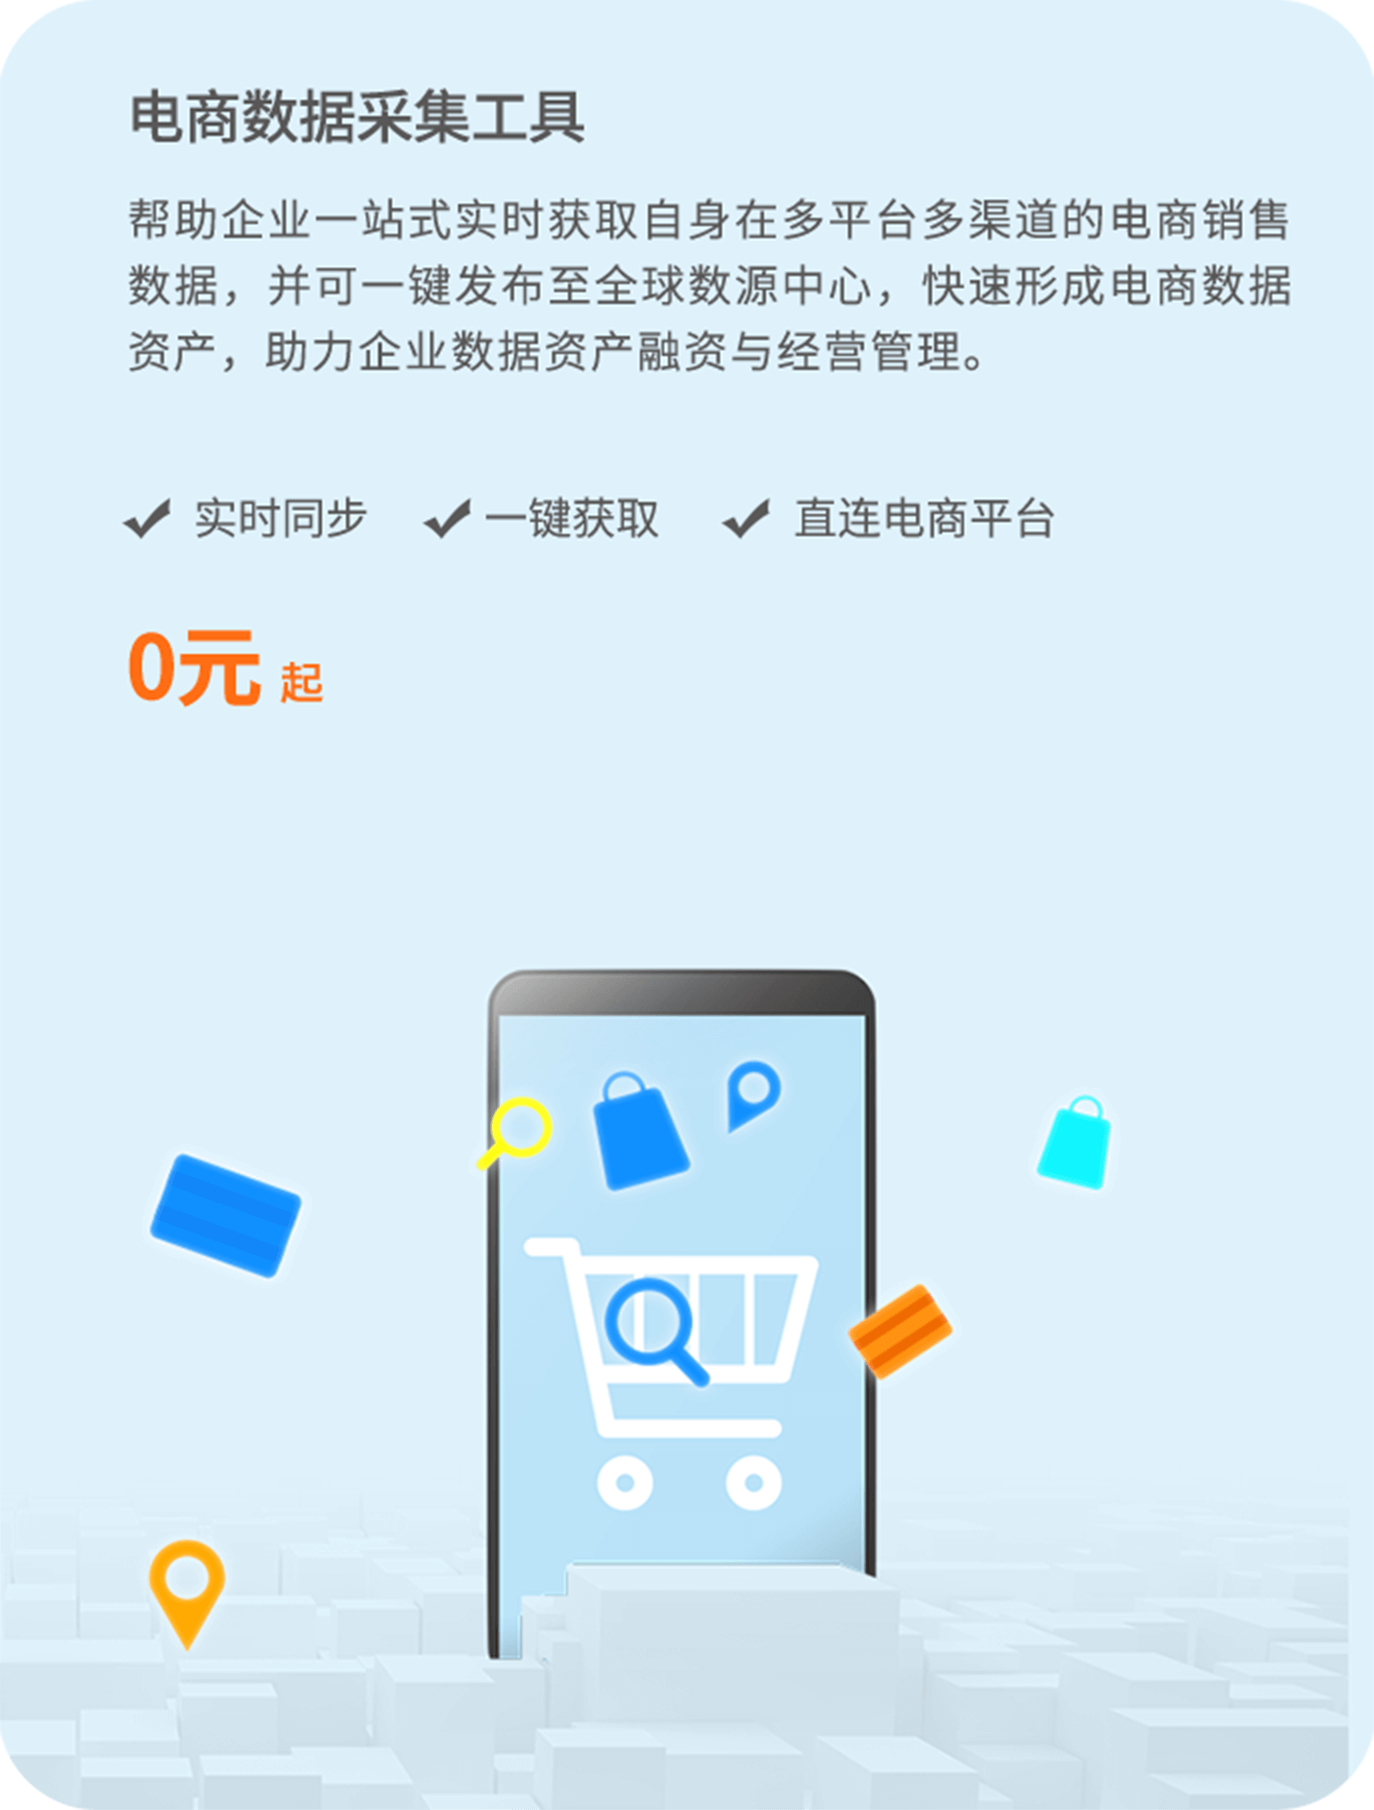 电商数据采集工具
帮助企业一站式实时获取自身在多平台多渠道的电商销售
数据，并可一键发布至全球数源中心，快速形成电商数据
资产，助力企业数据资产融资与经营管理。
实时同步 一键获取 直连电商平台
0元 起